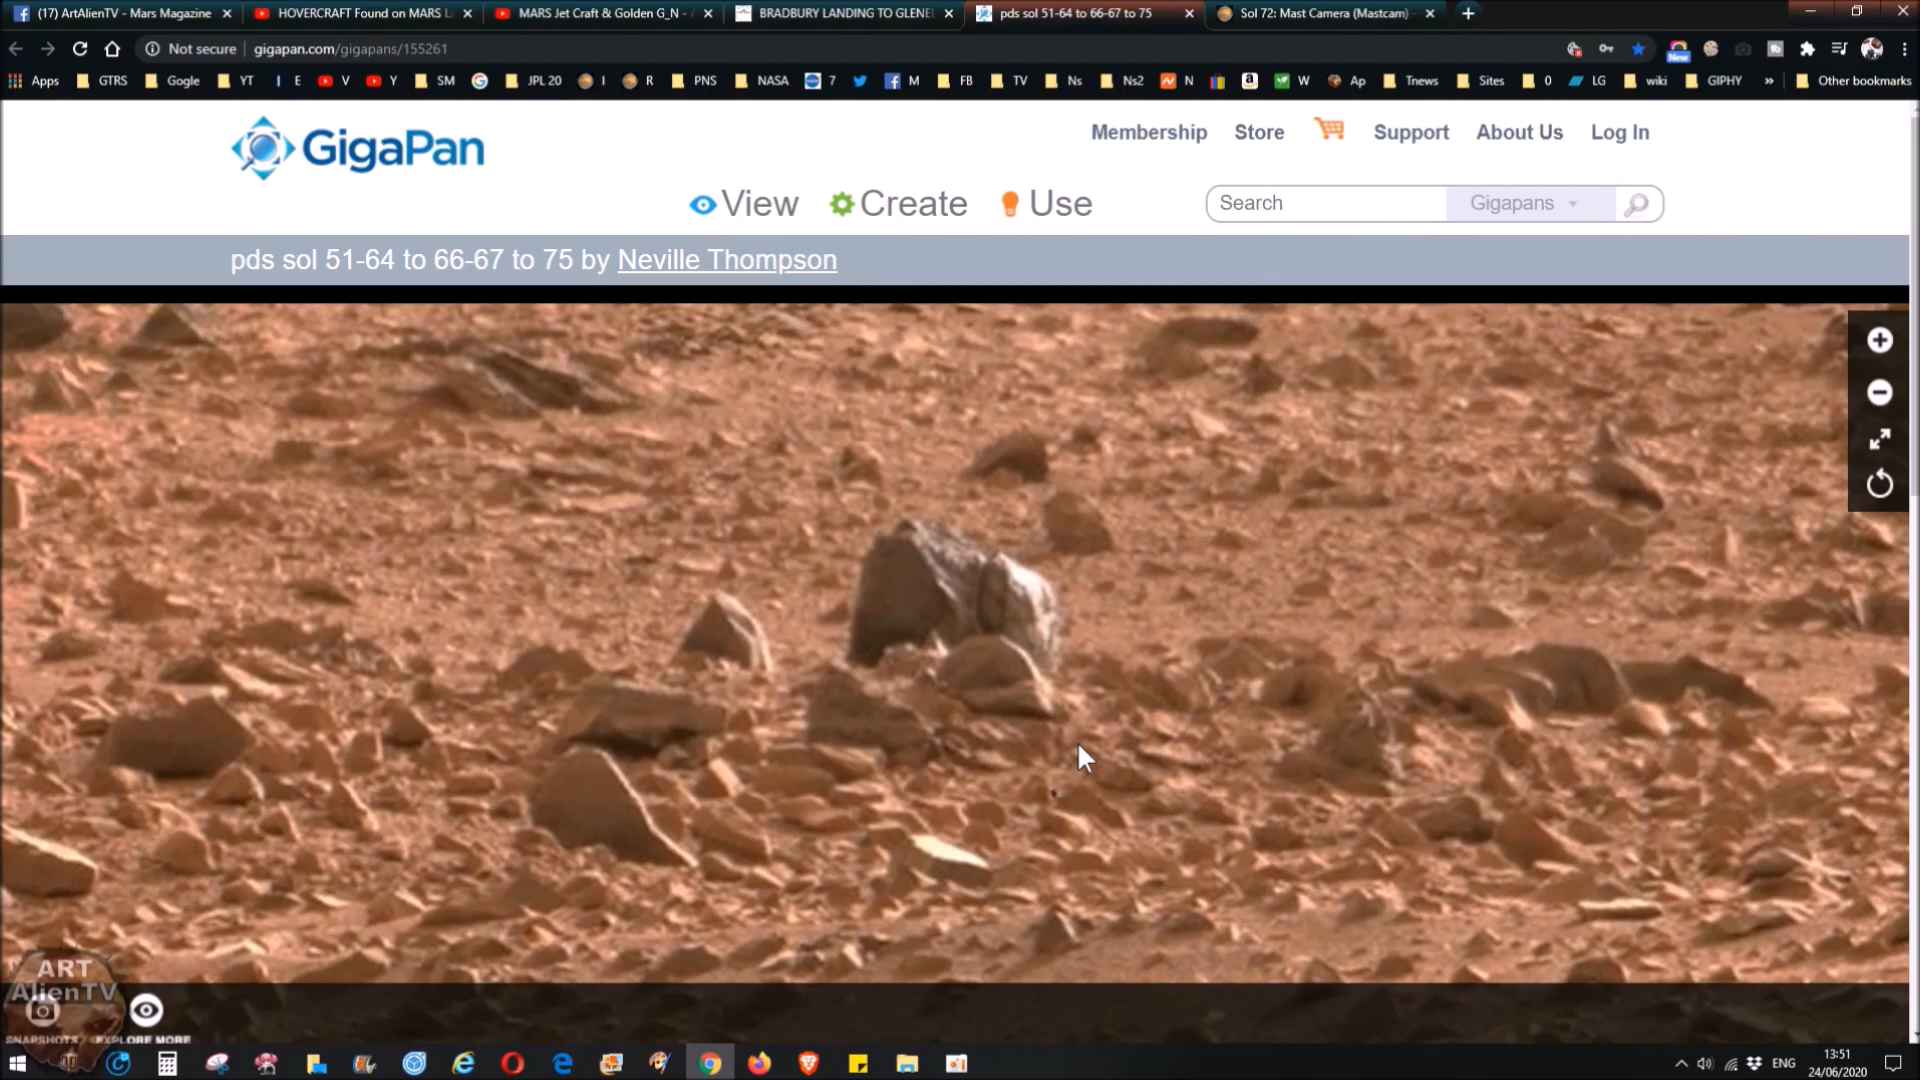 (17) ArtAlienTV - Mars Magazine
HOVERCRAFT Found on MARS L
MARS Jet Craft & Golden G_N -
BRADBURY LANDING TO GLENE
pds sol 51-64 to 66-67 to 75
Sol 72: Mast Camera (Mastcam)
Not secure
gigapan.com/gigapans/155261
Apps
GTRS
Gogle
YT
E
V
Y
SM
JPL 20
I
R
PNS
NASA
7
M
FB
TV
Ns
Ns2
N
W
Ap
Tnews
Sites
0
LG
wiki
GIPHY
»
Other bookmarks
New
GigaPan
Membership
Store
Support
About Us
Log In
View
Create
Use
Search
Gigapans
pds sol 51-64 to 66-67 to 75 by Neville Thompson
ART
AlienTV
SNAPSHOTS
EXPLORE MORE
ENG
13:51
24/06/2020